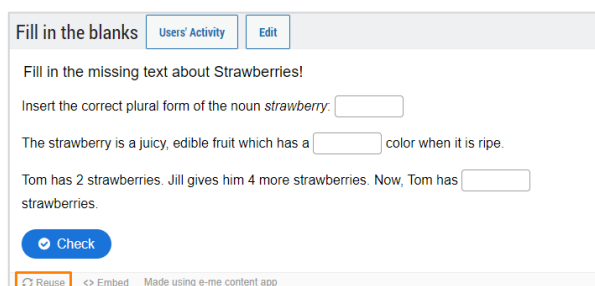 Fill in the blanks Users' Activity Edit
Fill in the missing text about Strawberries!
Insert the correct plural form of the noun strawberry:
The strawberry is a juicy, edible fruit which has a color when it is ripe.
Tom has 2 strawberries. Jill gives him 4 more strawberries. Now, Tom has
strawberries.
Check
Reuse <> Embed Made using e-me content app